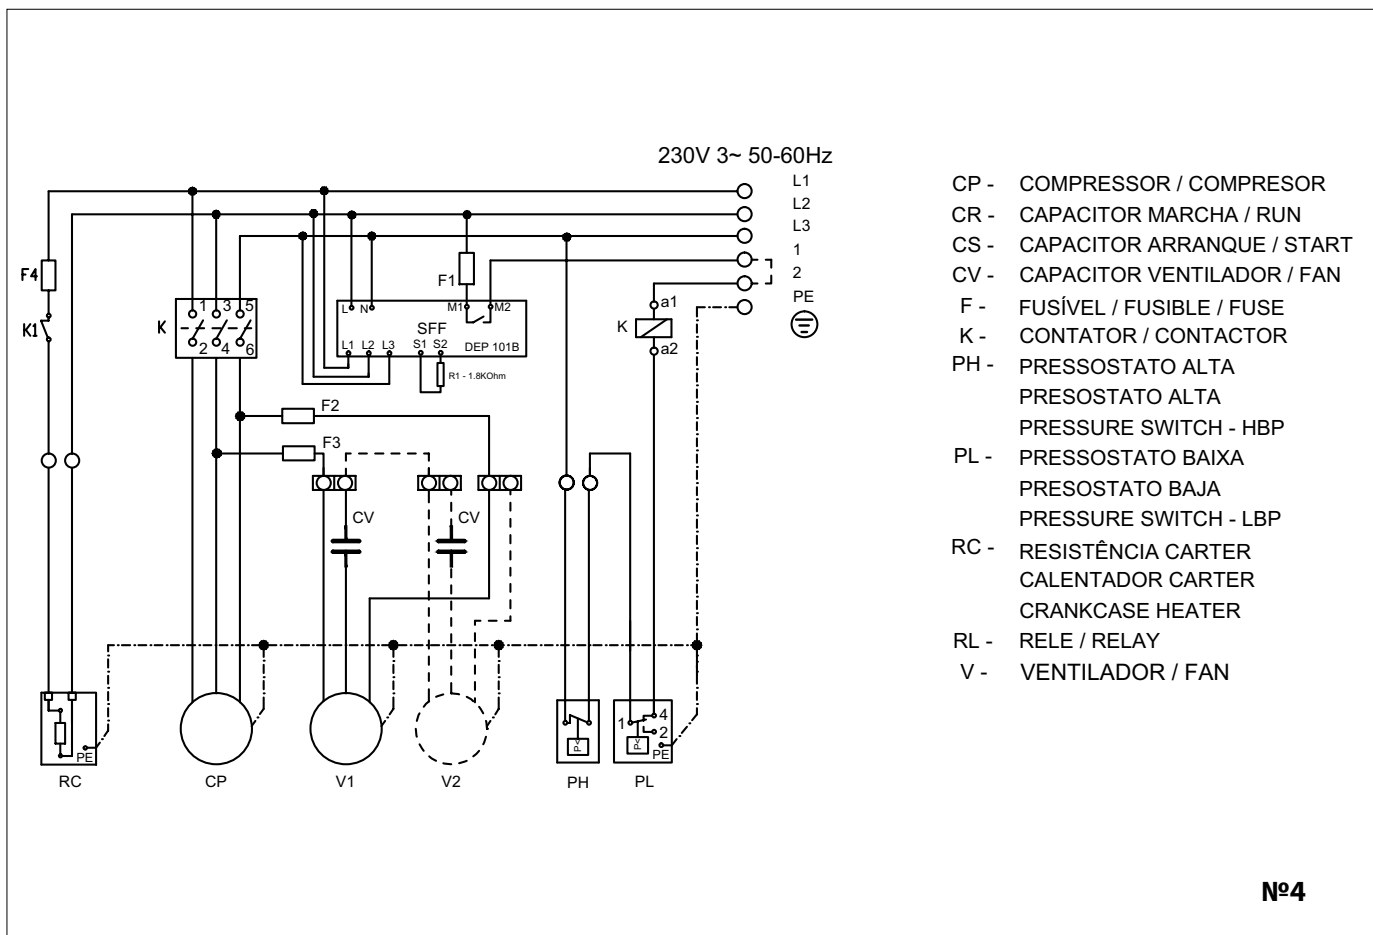 230V 3~ 50-60Hz
L1
L2
L3
1
2
PE
F4
K1
K
1 3 5
2 4 6
L N
M1 M2
SFF
DEP 101B
L1 L2 L3 S1 S2
R1 - 1.8KOhm
F1
K
a1
a2
F2
F3
CV
CV
PE
RC
CP
V1
V2
P<
PH
1
4
2
P<
PE
PL
CP - COMPRESSOR / COMPRESOR
CR - CAPACITOR MARCHA / RUN
CS - CAPACITOR ARRANQUE / START
CV - CAPACITOR VENTILADOR / FAN
F - FUSÍVEL / FUSIBLE / FUSE
K - CONTATOR / CONTACTOR
PH - PRESSOSTATO ALTA
PRESOSTATO ALTA
PRESSURE SWITCH - HBP
PL - PRESSOSTATO BAIXA
PRESOSTATO BAJA
PRESSURE SWITCH - LBP
RC - RESISTÊNCIA CARTER
CALENTADOR CARTER
CRANKCASE HEATER
RL - RELE / RELAY
V - VENTILADOR / FAN
Nº4